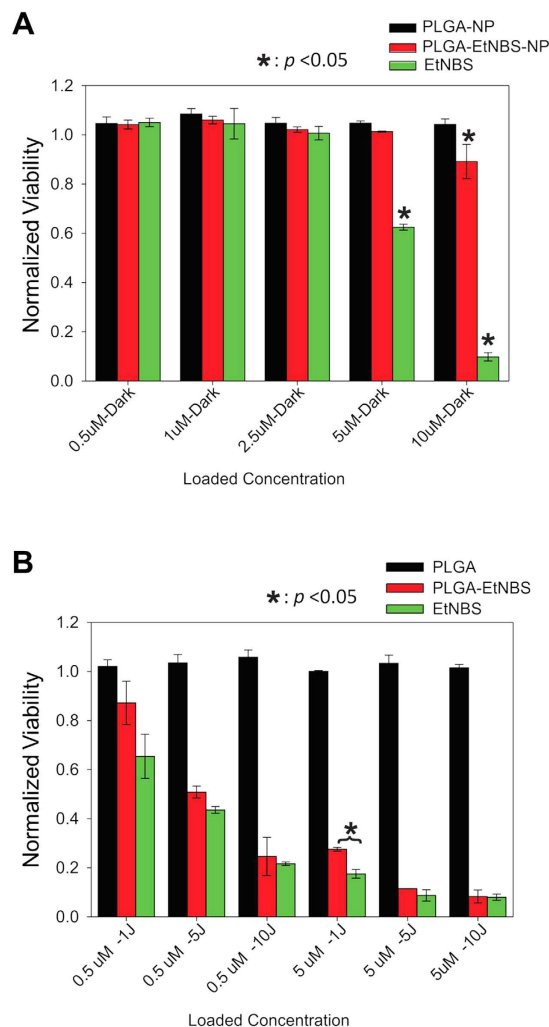 A
PLGA-NP
PLGA-EtNBS-NP
EtNBS
*: p <0.05
Normalized Viability
1.2
1.0
0.8
0.6
0.4
0.2
0.0
*
*
*
0.5uM-Dark
1uM-Dark
2.5uM-Dark
5uM-Dark
10uM-Dark
Loaded Concentration
B
PLGA
PLGA-EtNBS
EtNBS
*: p <0.05
Normalized Viability
1.2
1.0
0.8
0.6
0.4
0.2
0.0
*
0.5 uM -1J
0.5 uM -5J
0.5 uM -10J
5 uM -1J
5 uM -5J
5uM -10J
Loaded Concentration